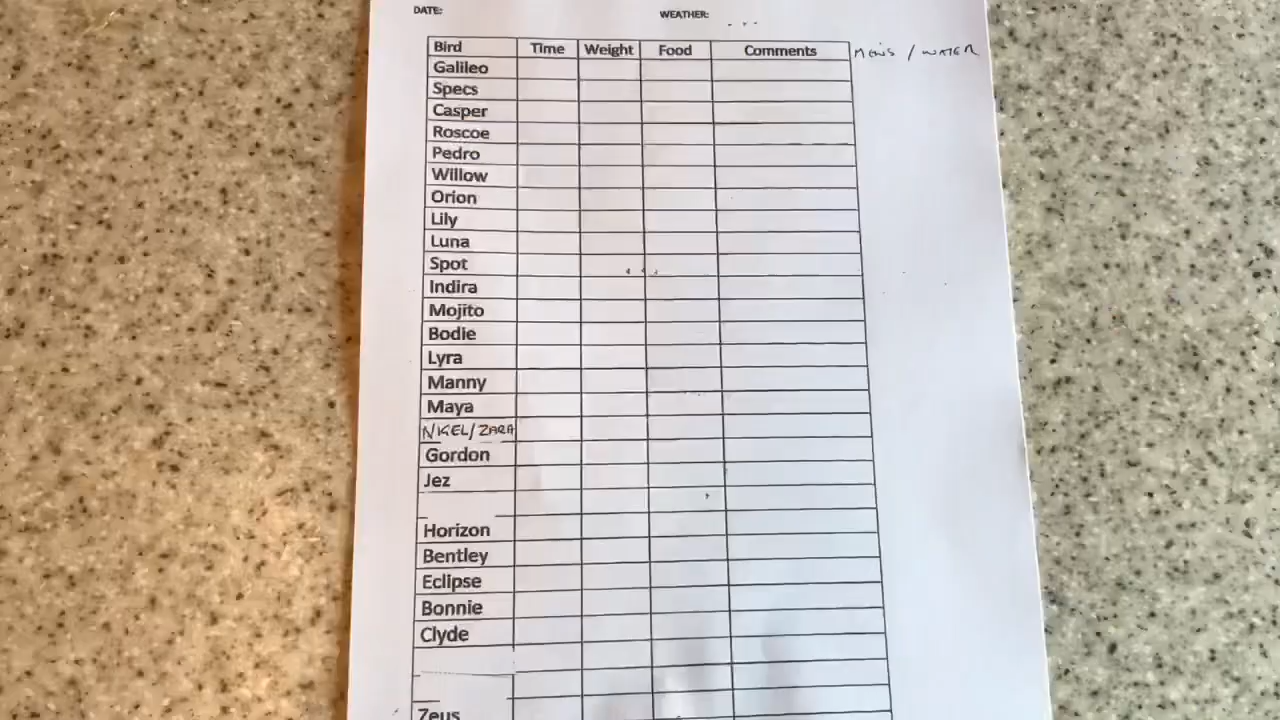 DATE: WEATHER:
Bird Time Weight Food Comments MEWS / WATER
Galileo
Specs
Casper
Roscoe
Pedro
Willow
Orion
Lily
Luna
Spot
Indira
Mojito
Bodie
Lyra
Manny
Maya
NIGEL/ZARA
Gordon
Jez
Horizon
Bentley
Eclipse
Bonnie
Clyde
Zeus